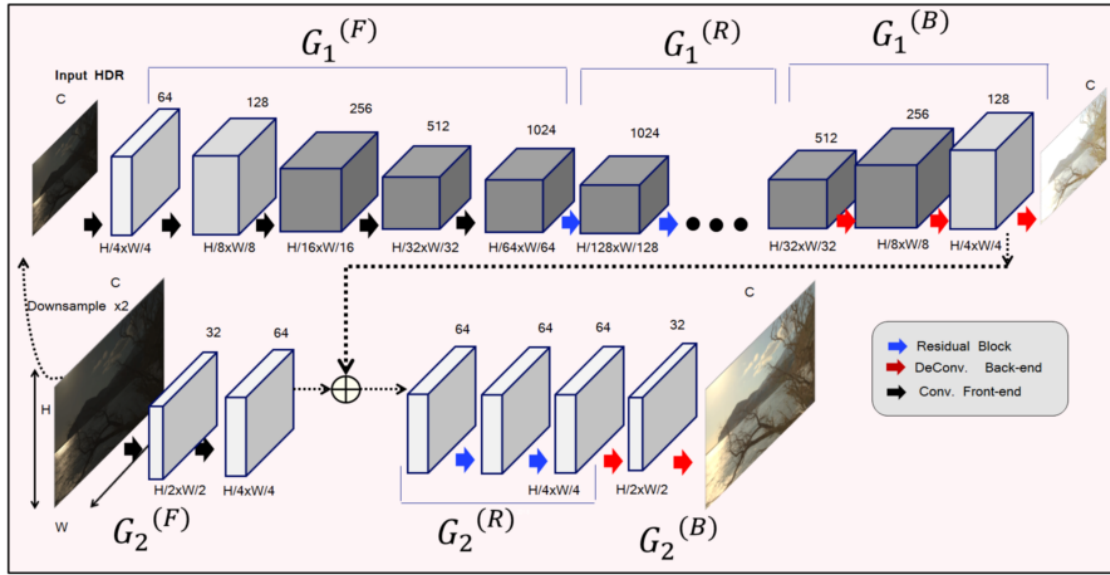 G₁⁽ᶠ⁾ G₁⁽ᴿ⁾ G₁⁽ᴮ⁾
Input HDR
C 64 128 256 512 1024 1024 512 256 128 C
H/4xW/4 H/8xW/8 H/16xW/16 H/32xW/32 H/64xW/64 H/128xW/128 H/32xW/32 H/8xW/8 H/4xW/4
Downsample x2
C 32 64 64 64 64 32 C
H
W
H/2xW/2 H/4xW/4 H/4xW/4 H/2xW/2
G₂⁽ᶠ⁾ G₂⁽ᴿ⁾ G₂⁽ᴮ⁾
Residual Block
DeConv. Back-end
Conv. Front-end